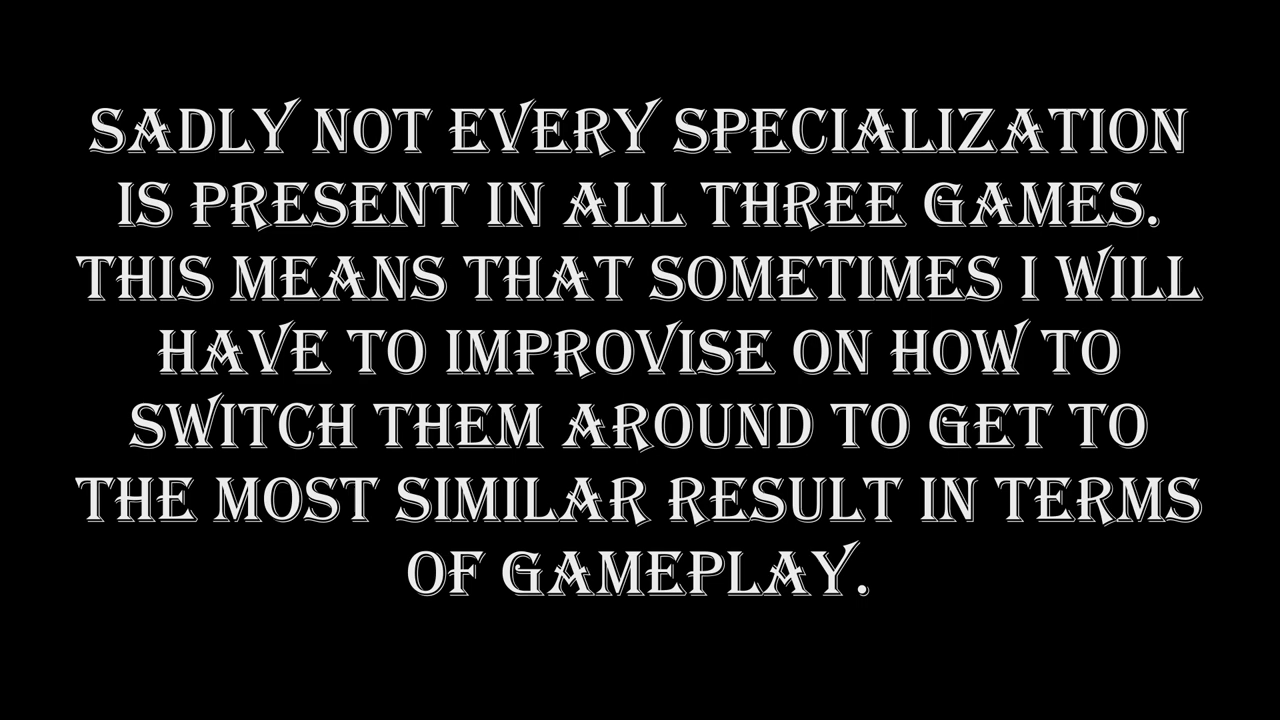 SADLY NOT EVERY SPECIALIZATION
IS PRESENT IN ALL THREE GAMES.
THIS MEANS THAT SOMETIMES I WILL
HAVE TO IMPROVISE ON HOW TO
SWITCH THEM AROUND TO GET TO
THE MOST SIMILAR RESULT IN TERMS
OF GAMEPLAY.